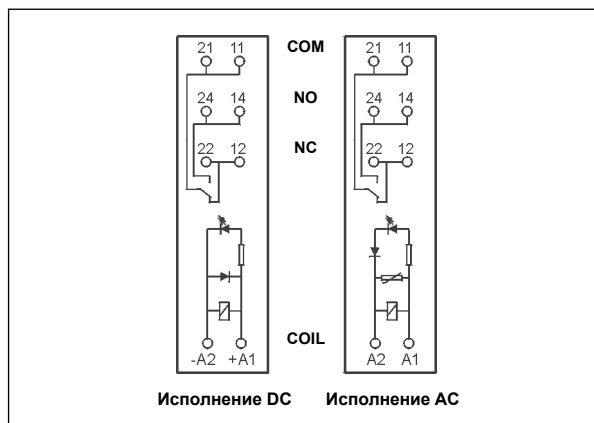 21 11 COM 21 11
24 14 NO 24 14
22 12 NC 22 12
COIL
-A2 +A1 A2 A1
Исполнение DC Исполнение AC